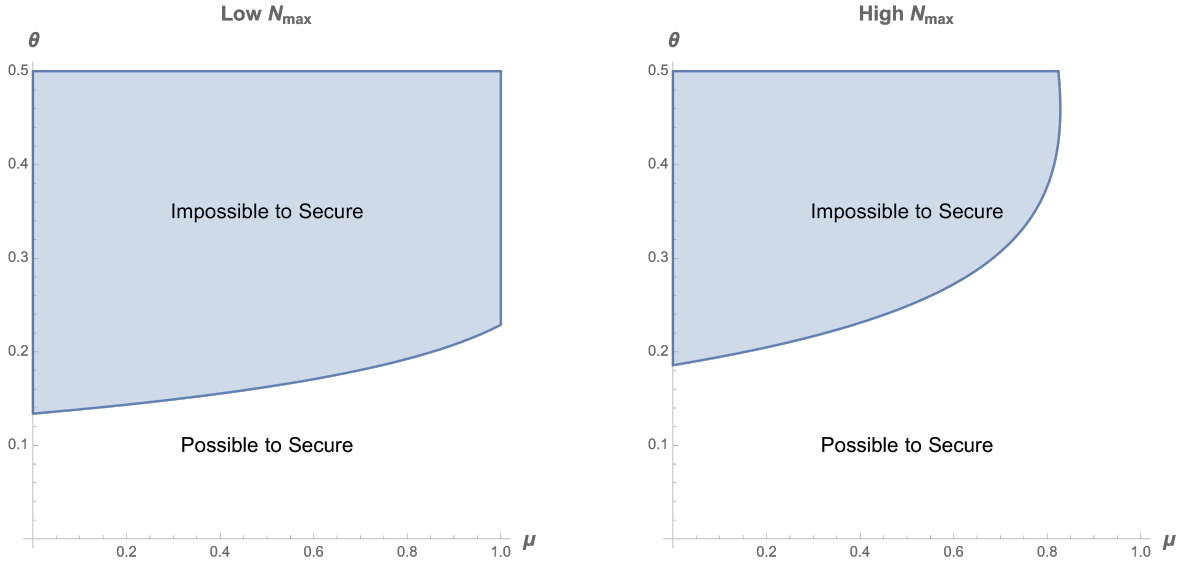 Low Nmax
θ
0.5
0.4
0.3
0.2
0.1
Impossible to Secure
Possible to Secure
0.2 0.4 0.6 0.8 1.0 μ
High Nmax
θ
0.5
0.4
0.3
0.2
0.1
Impossible to Secure
Possible to Secure
0.2 0.4 0.6 0.8 1.0 μ